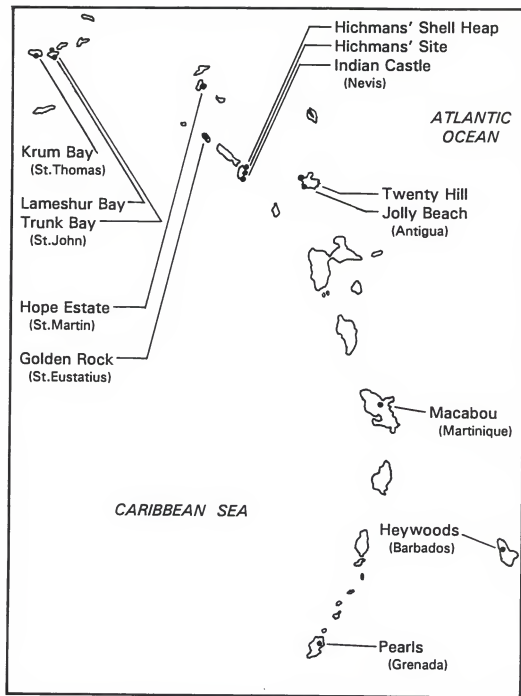 Hichmans' Shell Heap
Hichmans' Site
Indian Castle
(Nevis)
ATLANTIC
OCEAN
Krum Bay
(St.Thomas)
Lameshur Bay
Trunk Bay
(St.John)
Twenty Hill
Jolly Beach
(Antigua)
Hope Estate
(St.Martin)
Golden Rock
(St.Eustatius)
Macabou
(Martinique)
CARIBBEAN SEA
Heywoods
(Barbados)
Pearls
(Grenada)